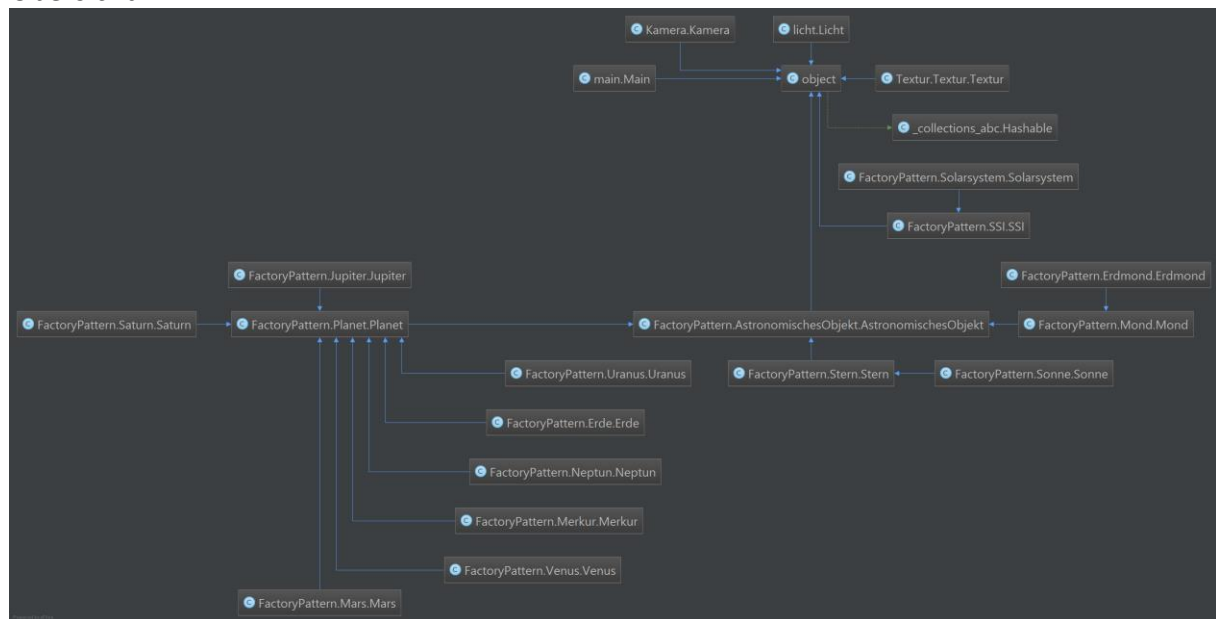 Kamera.Kamera
licht.Licht
main.Main
object
Textur.Textur.Textur
_collections_abc.Hashable
FactoryPattern.Solarsystem.Solarsystem
FactoryPattern.SSI.SSI
FactoryPattern.Jupiter.Jupiter
FactoryPattern.Erdmond.Erdmond
FactoryPattern.Saturn.Saturn
FactoryPattern.Planet.Planet
FactoryPattern.AstronomischesObjekt.AstronomischesObjekt
FactoryPattern.Mond.Mond
FactoryPattern.Uranus.Uranus
FactoryPattern.Stern.Stern
FactoryPattern.Sonne.Sonne
FactoryPattern.Erde.Erde
FactoryPattern.Neptun.Neptun
FactoryPattern.Merkur.Merkur
FactoryPattern.Venus.Venus
FactoryPattern.Mars.Mars